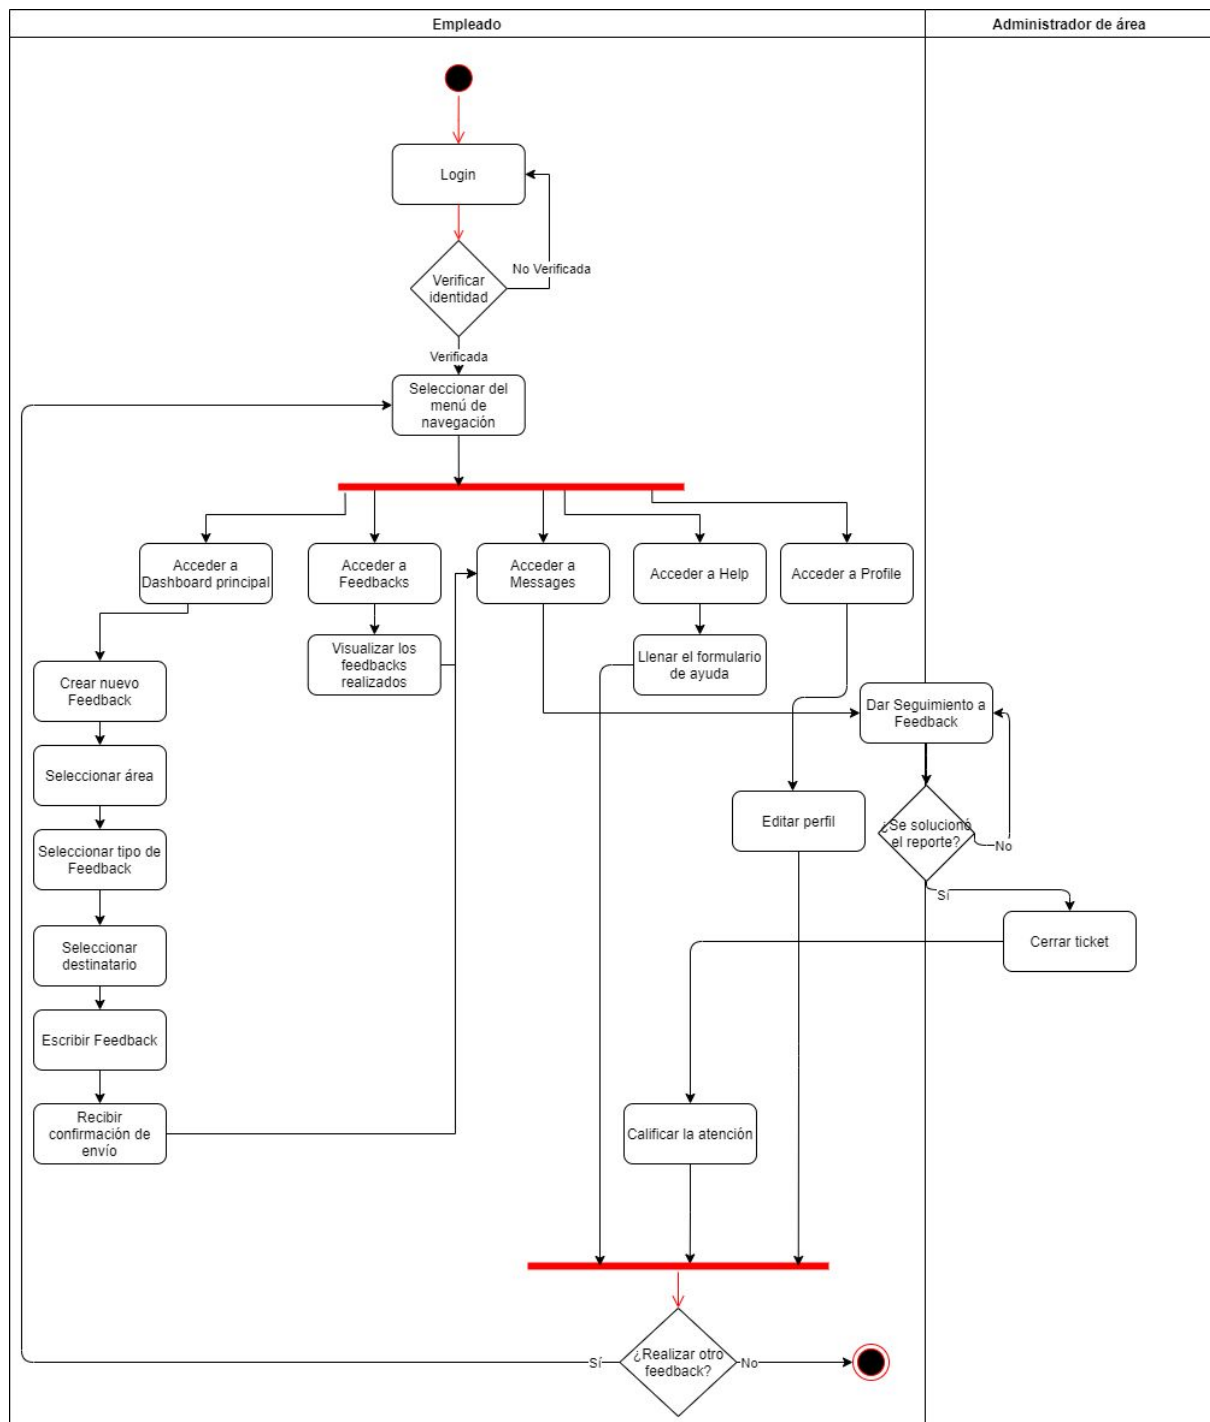 Empleado
Administrador de área
Login
No Verificada
Verificar
identidad
Verificada
Seleccionar del
menú de
navegación
Acceder a
Dashboard principal
Acceder a
Feedbacks
Acceder a
Messages
Acceder a Help
Acceder a Profile
Visualizar los
feedbacks
realizados
Llenar el formulario
de ayuda
Crear nuevo
Feedback
Dar Seguimiento a
Feedback
Seleccionar área
Editar perfil
¿Se solucionó
el reporte?
No
Seleccionar tipo de
Feedback
Sí
Seleccionar
destinatario
Cerrar ticket
Escribir Feedback
Recibir
confirmación de
envío
Calificar la atención
¿Realizar otro
feedback?
Sí
No